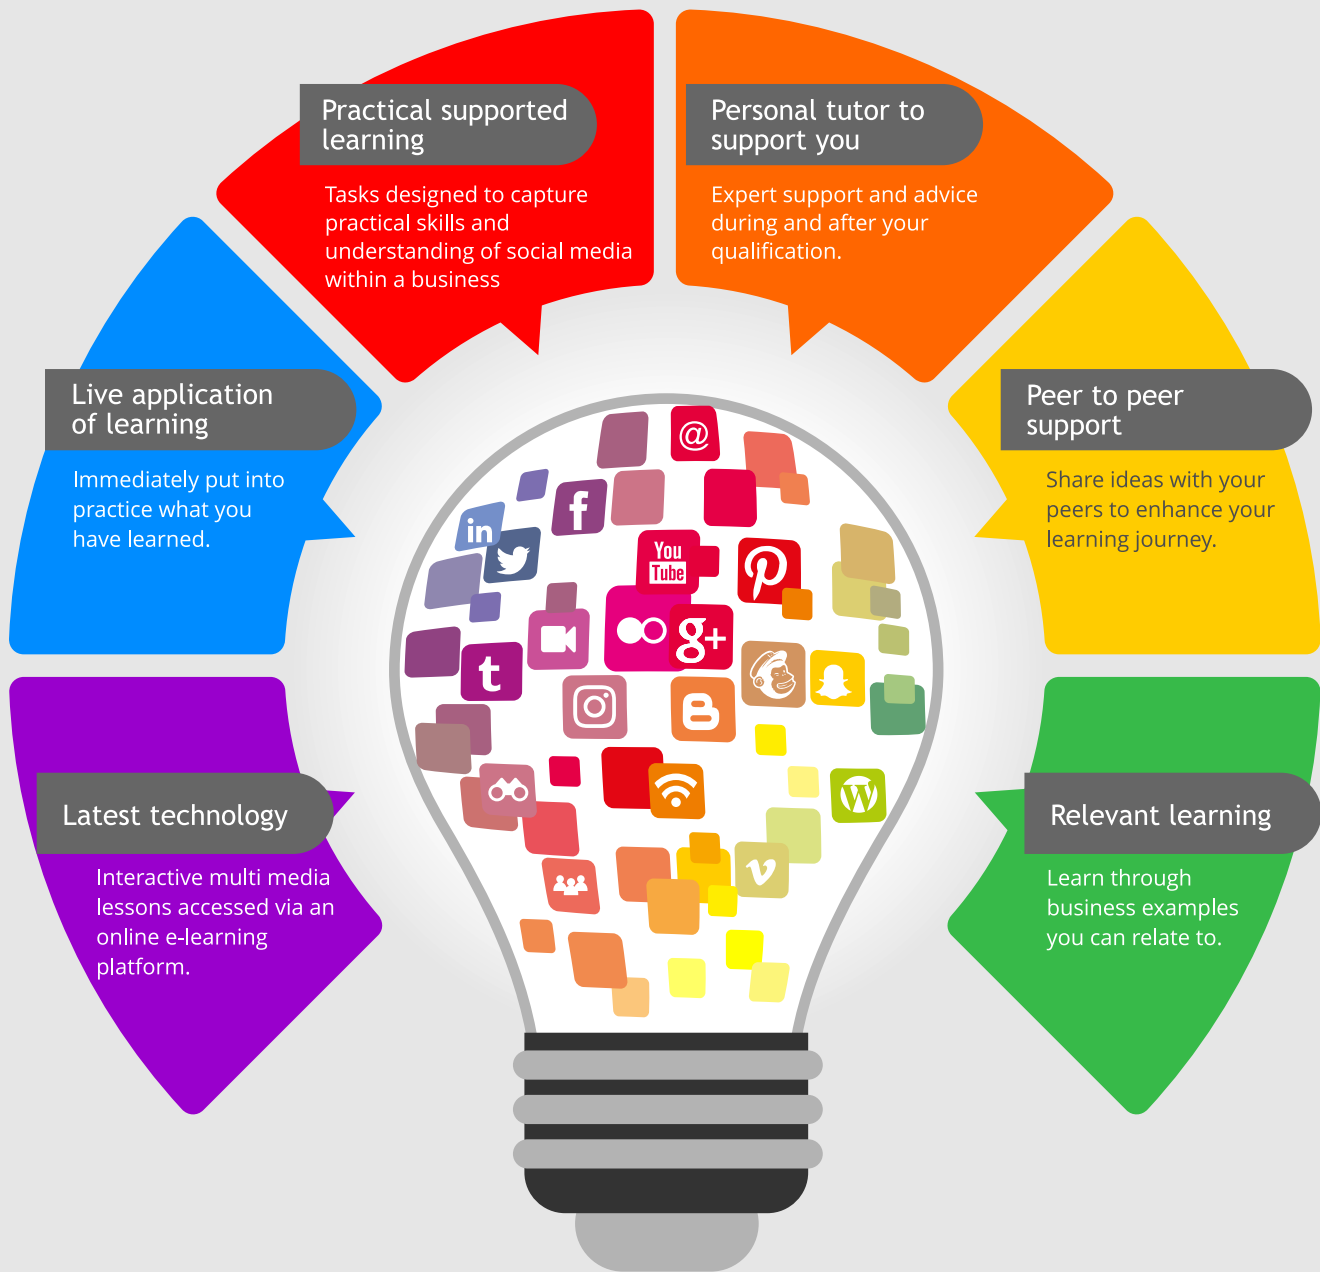 Practical supported
learning
Tasks designed to capture
practical skills and
understanding of social media
within a business
Personal tutor to
support you
Expert support and advice
during and after your
qualification.
Live application
of learning
Immediately put into
practice what you
have learned.
Peer to peer
support
Share ideas with your
peers to enhance your
learning journey.
Latest technology
Interactive multi media
lessons accessed via an
online e-learning
platform.
Relevant learning
Learn through
business examples
you can relate to.
@
f
in
You
Tube
g+
t
B
W
v